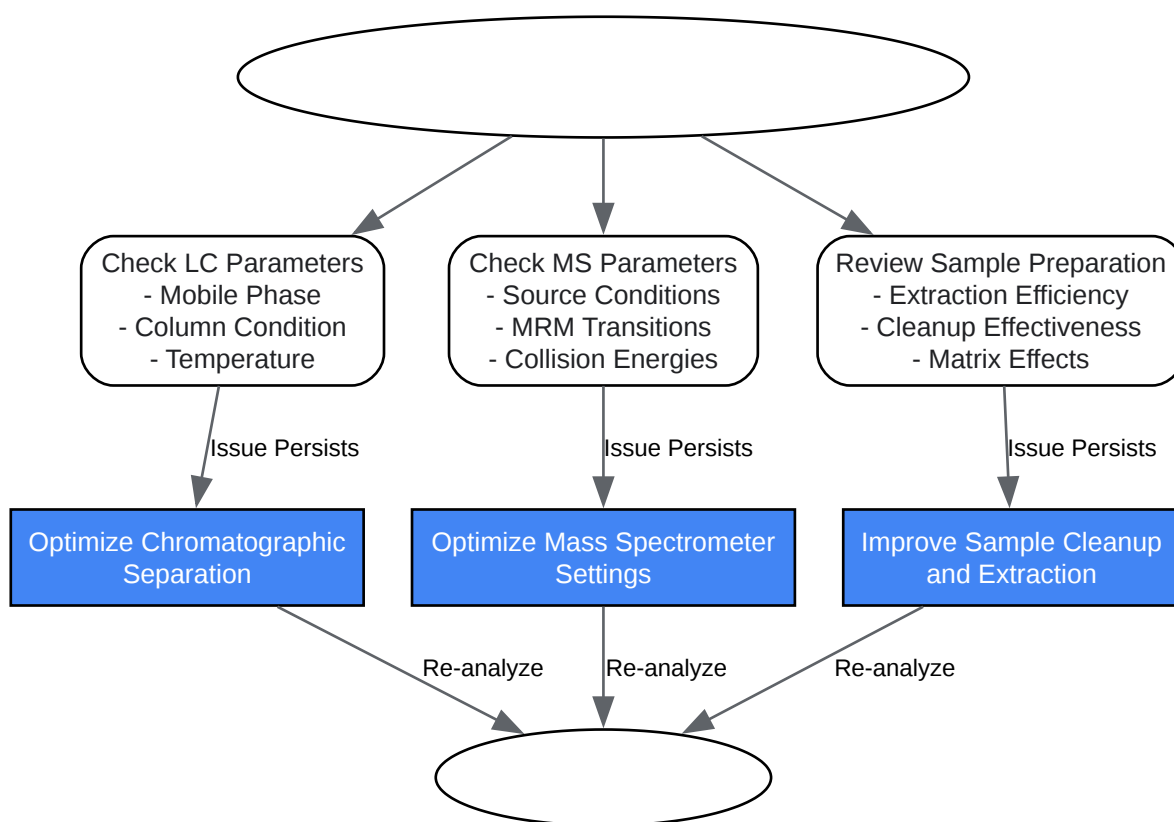 Check LC Parameters
- Mobile Phase
- Column Condition
- Temperature
Check MS Parameters
- Source Conditions
- MRM Transitions
- Collision Energies
Review Sample Preparation
- Extraction Efficiency
- Cleanup Effectiveness
- Matrix Effects
Issue Persists
Issue Persists
Issue Persists
Optimize Chromatographic
Separation
Optimize Mass Spectrometer
Settings
Improve Sample Cleanup
and Extraction
Re-analyze
Re-analyze
Re-analyze